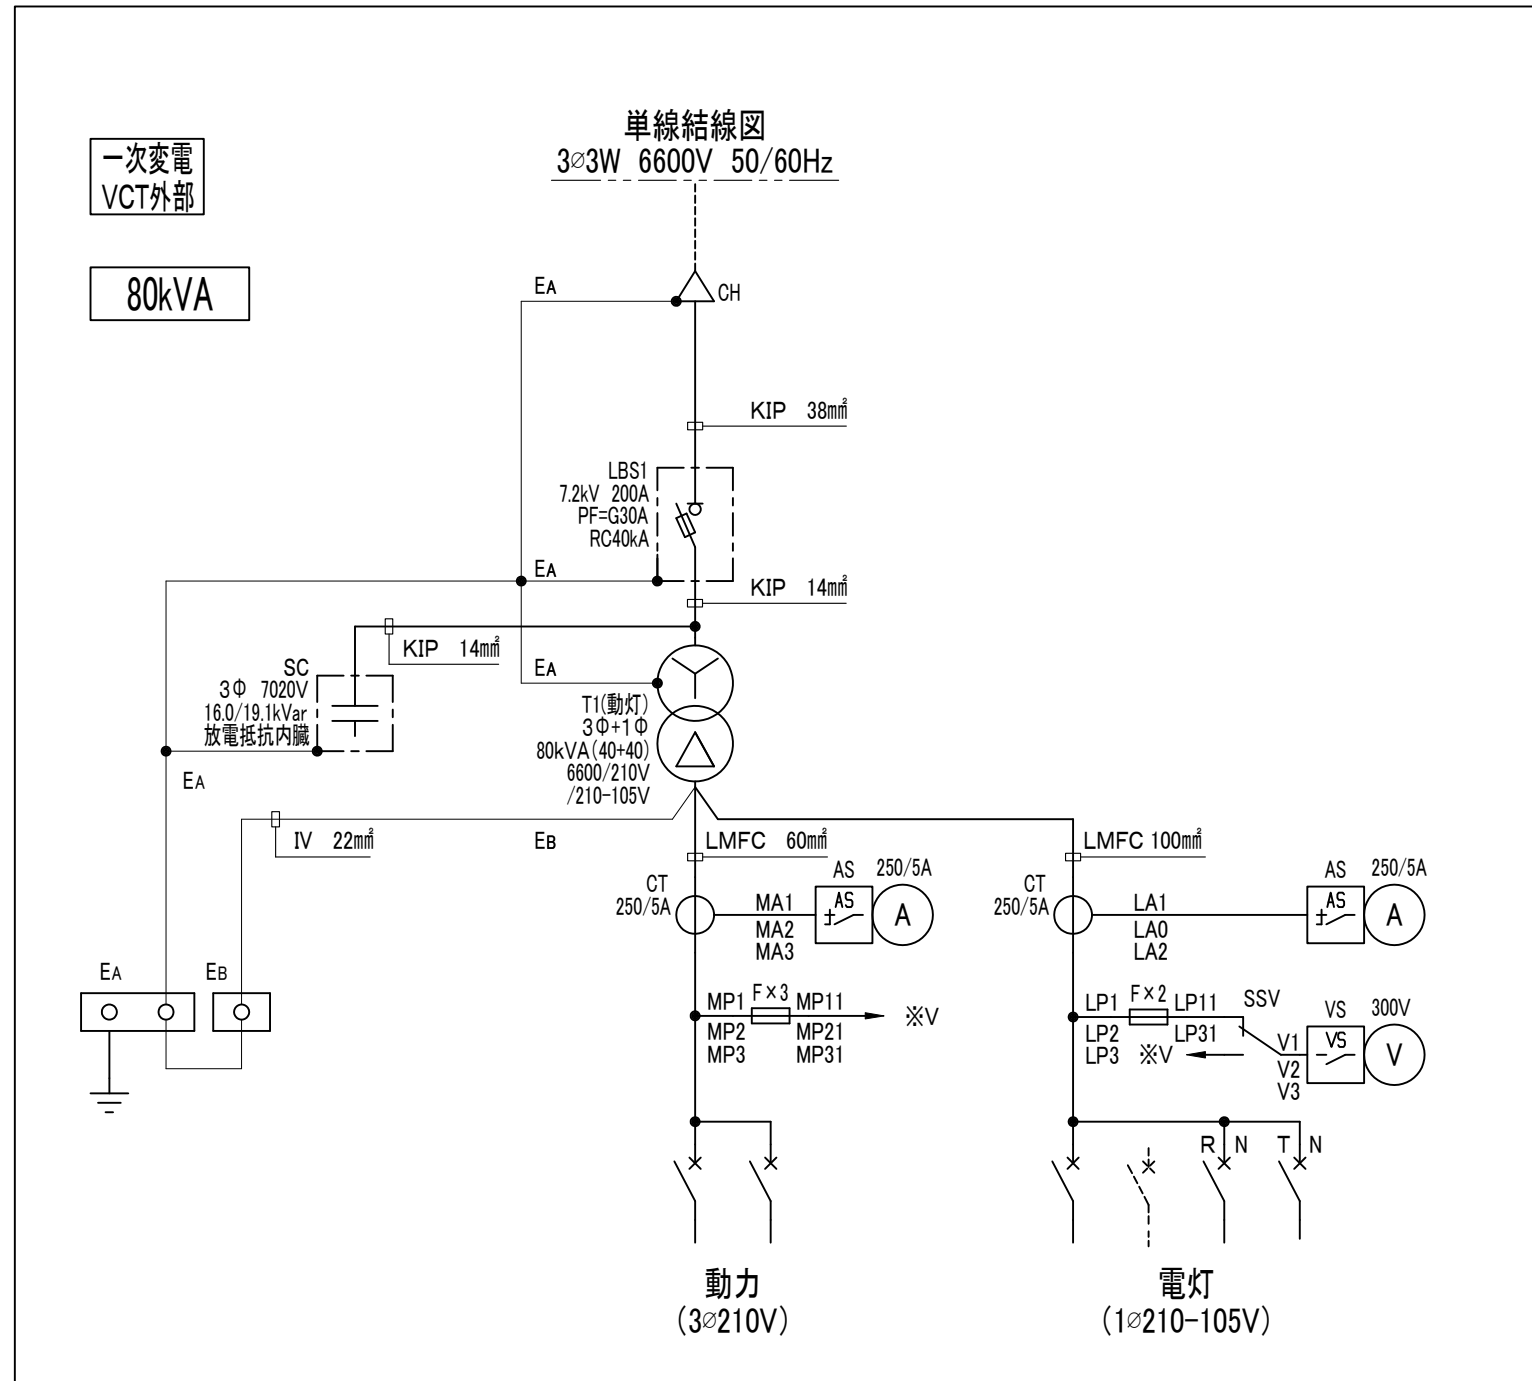 単線結線図
3∅3W 6600V 50/60Hz
一次変電
VCT外部
80kVA
EA
CH
KIP 38mm²
LBS1
7.2kV 200A
PF=G30A
RC40kA
EA
KIP 14mm²
KIP 14mm²
EA
SC
3Φ 7020V
16.0/19.1kVar
放電抵抗内臓
EA
T1(動灯)
3Φ+1Φ
80kVA(40+40)
6600/210V
/210-105V
IV 22mm²
EB
LMFC 60mm²
LMFC 100mm²
CT
250/5A
MA1
MA2
MA3
AS 250/5A
AS
A
CT
250/5A
LA1
LA0
LA2
AS 250/5A
AS
A
EA EB
MP1 F×3 MP11
MP2 MP21
MP3 MP31
※V
LP1 F×2 LP11 SSV
LP2 LP31
LP3 ※V
V1
V2
V3
VS 300V
VS
V
R N T N
動力
(3∅210V)
電灯
(1∅210-105V)